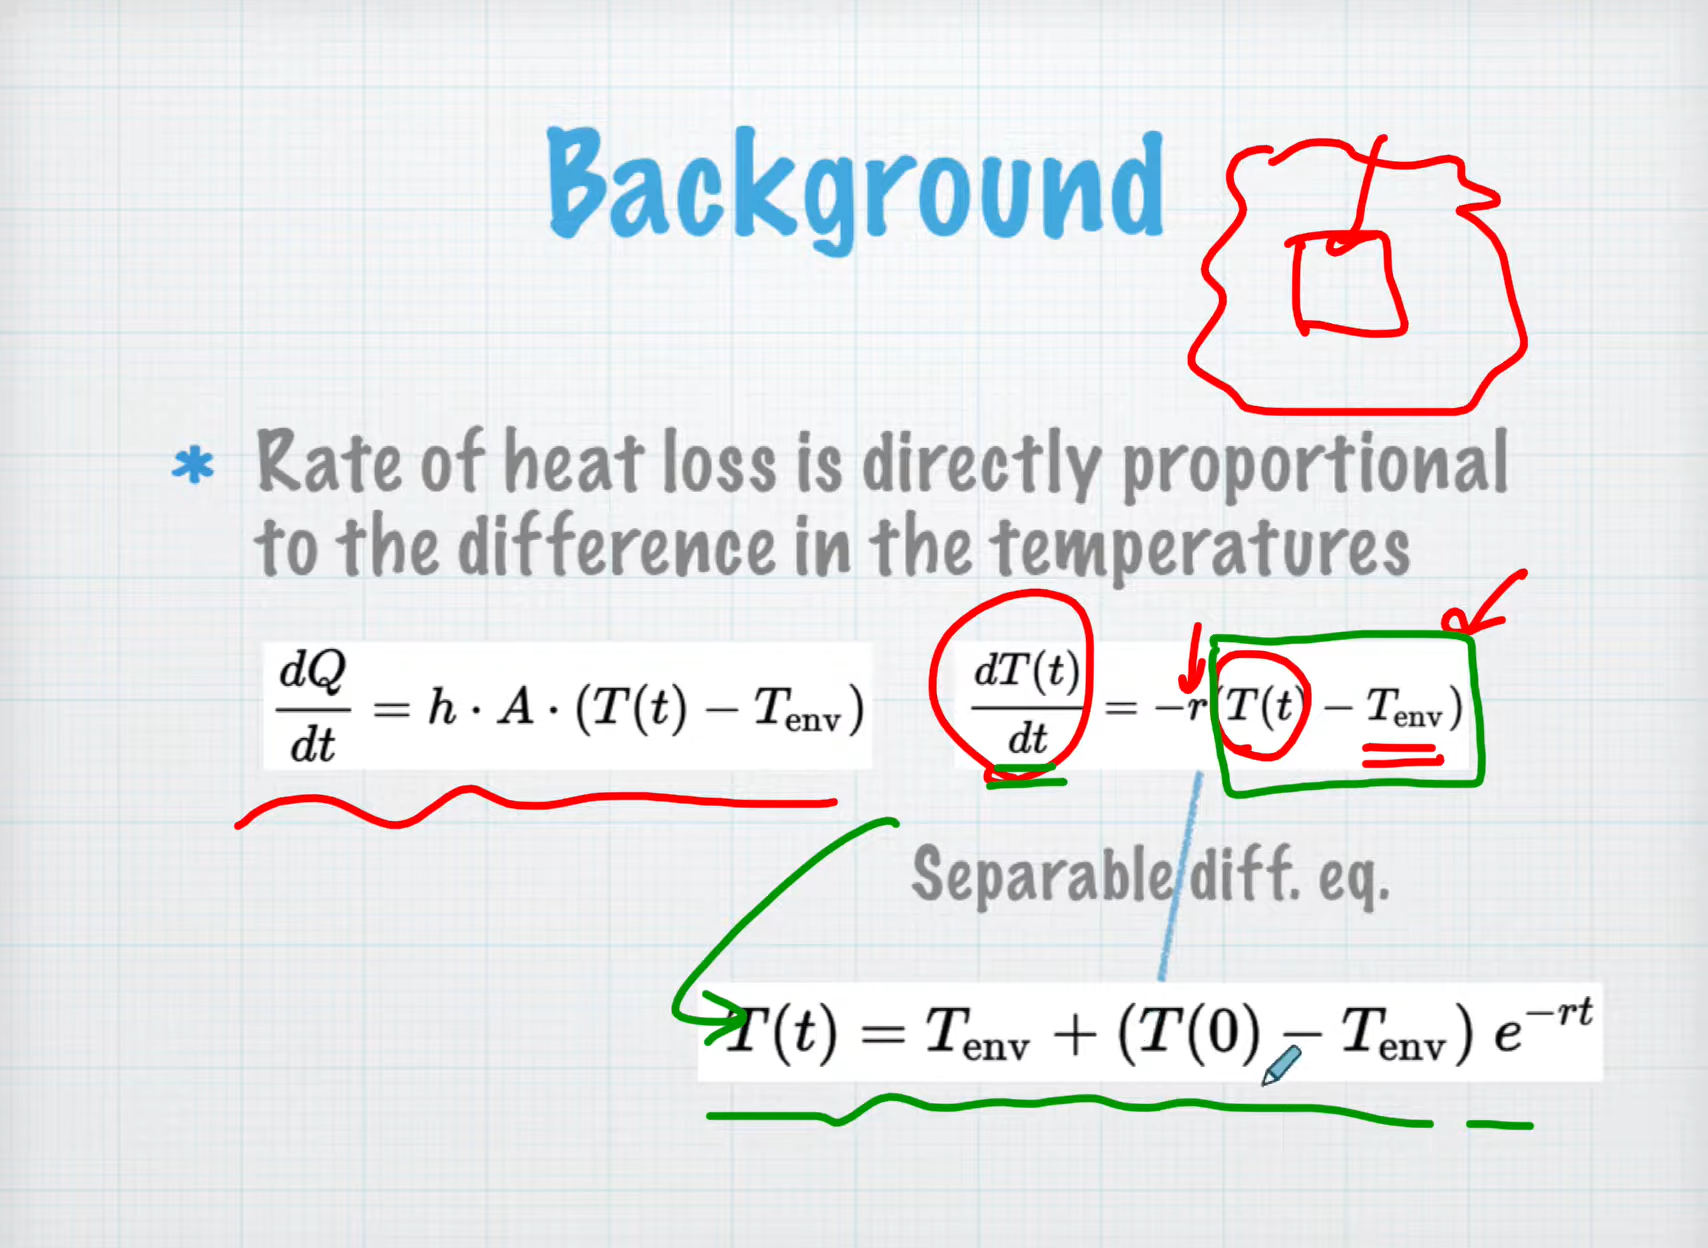 Background
* Rate of heat loss is directly proportional
to the difference in the temperatures
dQ/dt = h · A · (T(t) − T_env)
dT(t)/dt = −r(T(t) − T_env)
Separable diff. eq.
T(t) = T_env + (T(0) − T_env) e^−rt